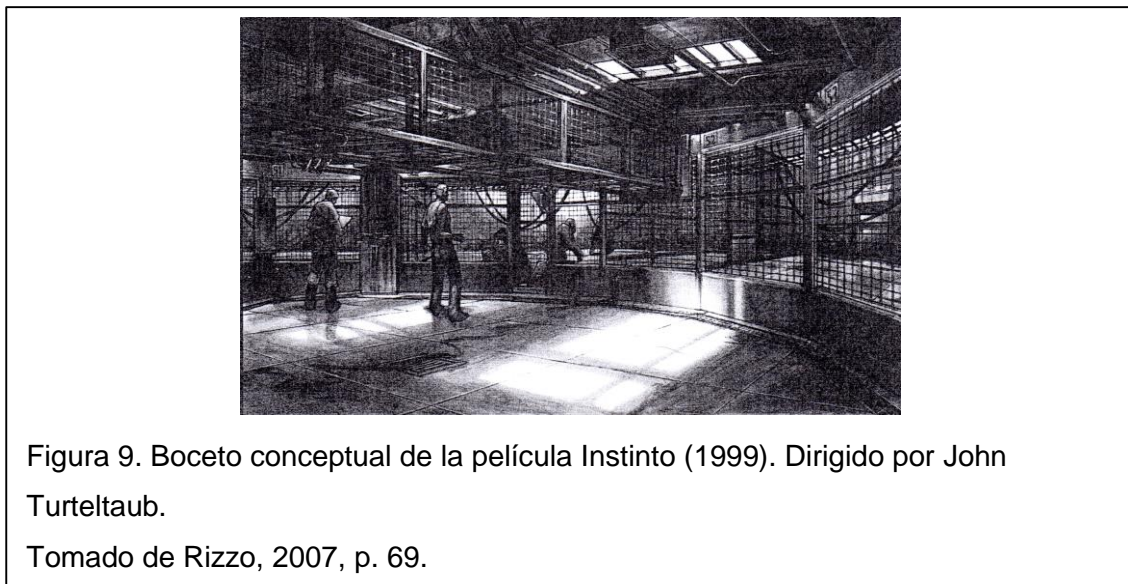 Figura 9. Boceto conceptual de la película Instinto (1999). Dirigido por John
Turteltaub.
Tomado de Rizzo, 2007, p. 69.